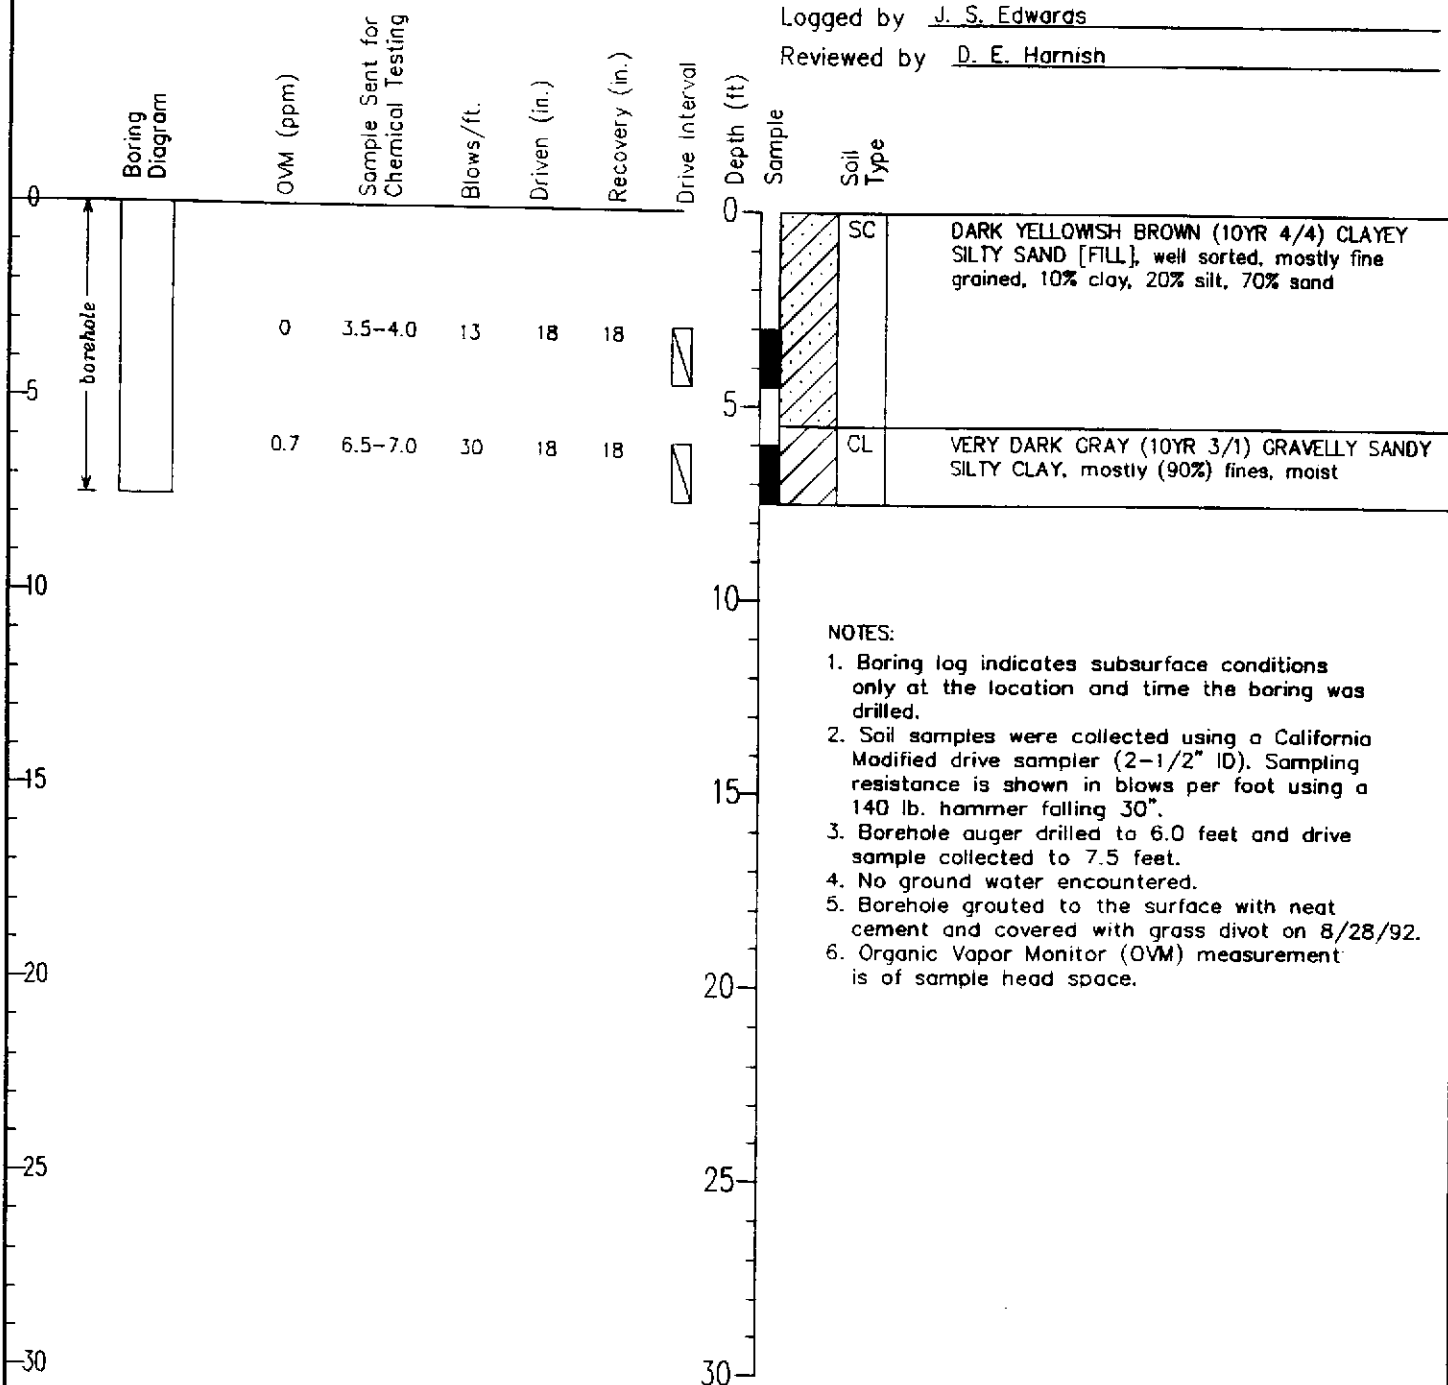 Logged by J. S. Edwards
Reviewed by D. E. Harnish
Boring
Diagram
OVM (ppm)
Sample Sent for
Chemical Testing
Blows/ft.
Driven (in.)
Recovery (in.)
Drive Interval
Depth (ft)
Sample
Soil
Type
0
5
10
15
20
25
30
borehole
0 3.5-4.0 13 18 18
0.7 6.5-7.0 30 18 18
0
5
10
15
20
25
30
SC
DARK YELLOWISH BROWN (10YR 4/4) CLAYEY
SILTY SAND [FILL], well sorted, mostly fine
grained, 10% clay, 20% silt, 70% sand
CL
VERY DARK GRAY (10YR 3/1) GRAVELLY SANDY
SILTY CLAY, mostly (90%) fines, moist
NOTES:
1. Boring log indicates subsurface conditions
only at the location and time the boring was
drilled.
2. Soil samples were collected using a California
Modified drive sampler (2-1/2" ID). Sampling
resistance is shown in blows per foot using a
140 lb. hammer falling 30".
3. Borehole auger drilled to 6.0 feet and drive
sample collected to 7.5 feet.
4. No ground water encountered.
5. Borehole grouted to the surface with neat
cement and covered with grass divot on 8/28/92.
6. Organic Vapor Monitor (OVM) measurement
is of sample head space.